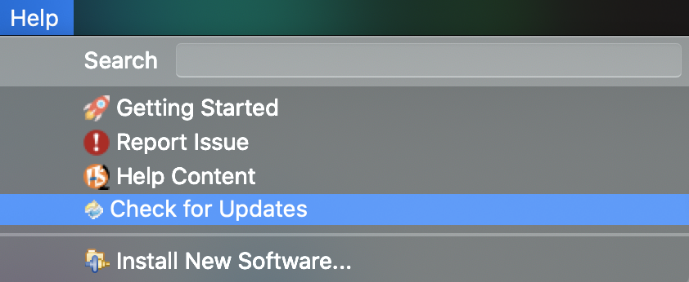 Help
Search
Getting Started
Report Issue
Help Content
Check for Updates
Install New Software...